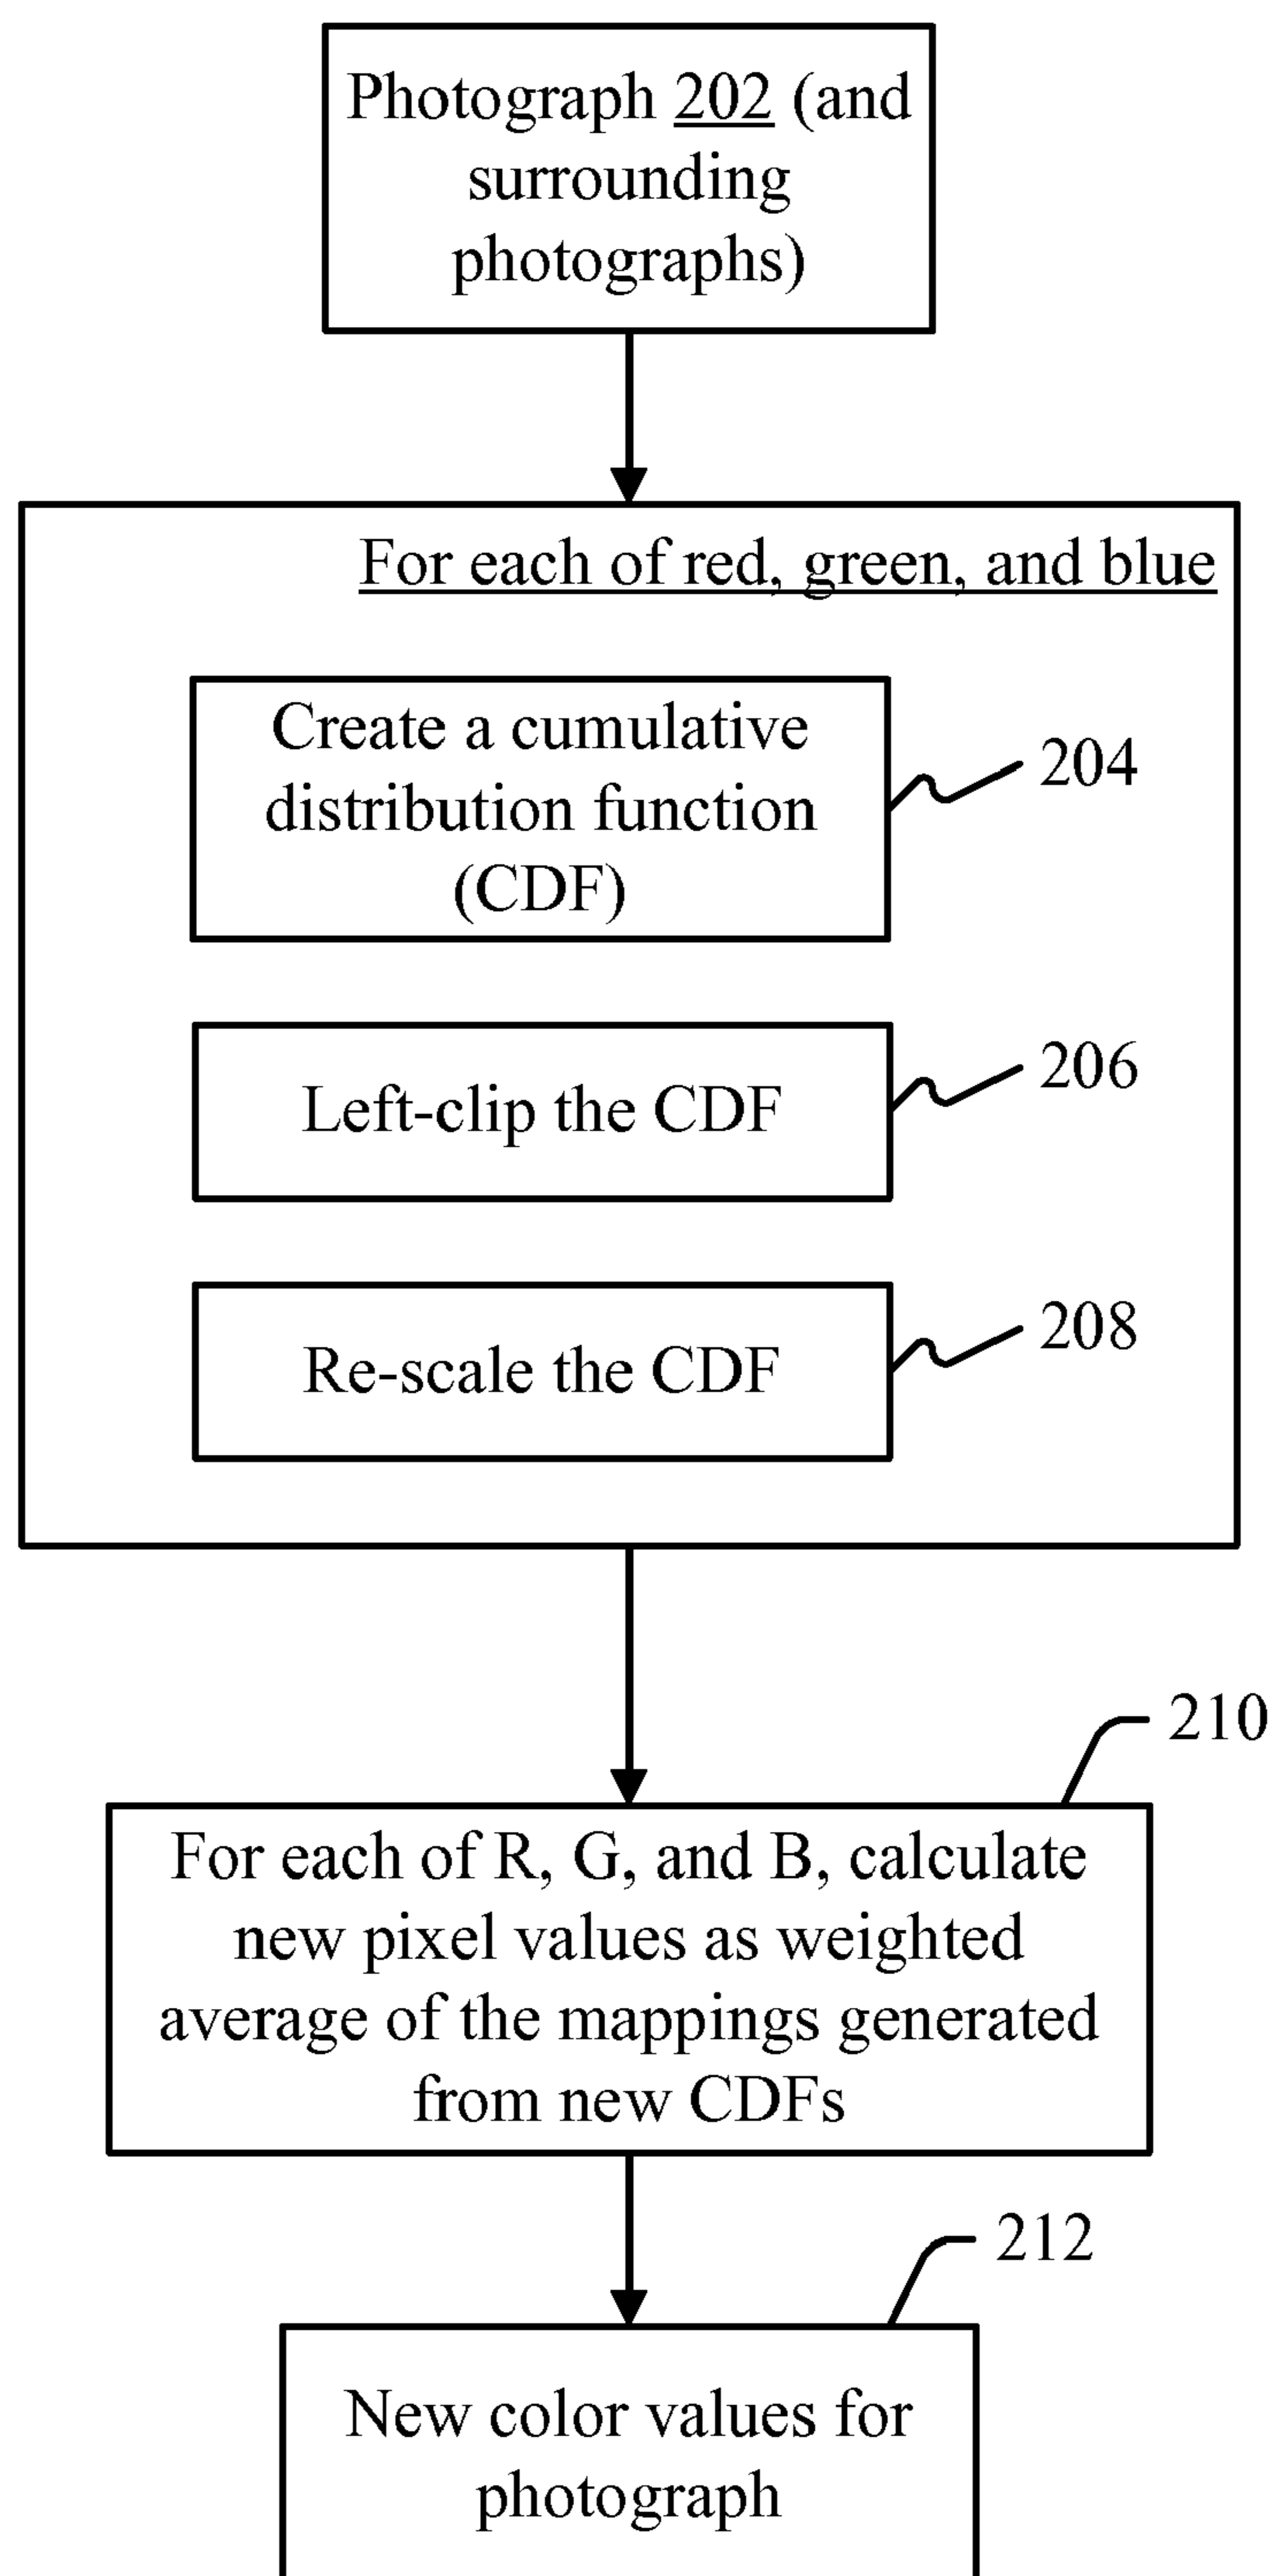 Photograph 202 (and
surrounding
photographs)
For each of red, green, and blue
Create a cumulative
distribution function
(CDF)
204
Left-clip the CDF
206
Re-scale the CDF
208
210
For each of R, G, and B, calculate
new pixel values as weighted
average of the mappings generated
from new CDFs
212
New color values for
photograph